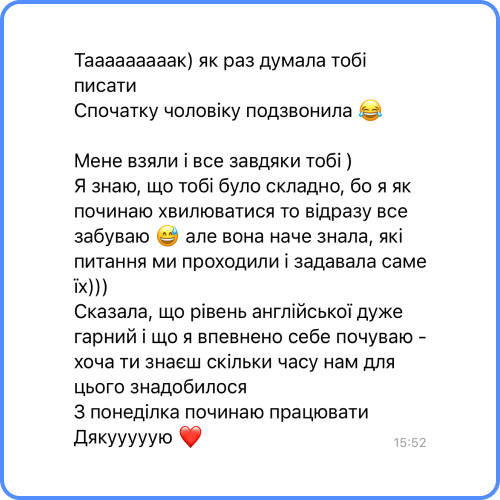 Тааааааааак) як раз думала тобі
писати
Спочатку чоловіку подзвонила 😂
Мене взяли і все завдяки тобі )
Я знаю, що тобі було складно, бо я як
починаю хвилюватися то відразу все
забуваю 😅 але вона наче знала, які
питання ми проходили і задавала саме
їх)))
Сказала, що рівень англійської дуже
гарний і що я впевнено себе почуваю -
хоча ти знаєш скільки часу нам для
цього знадобилося
З понеділка починаю працювати
Дякууууую ❤️
15:52